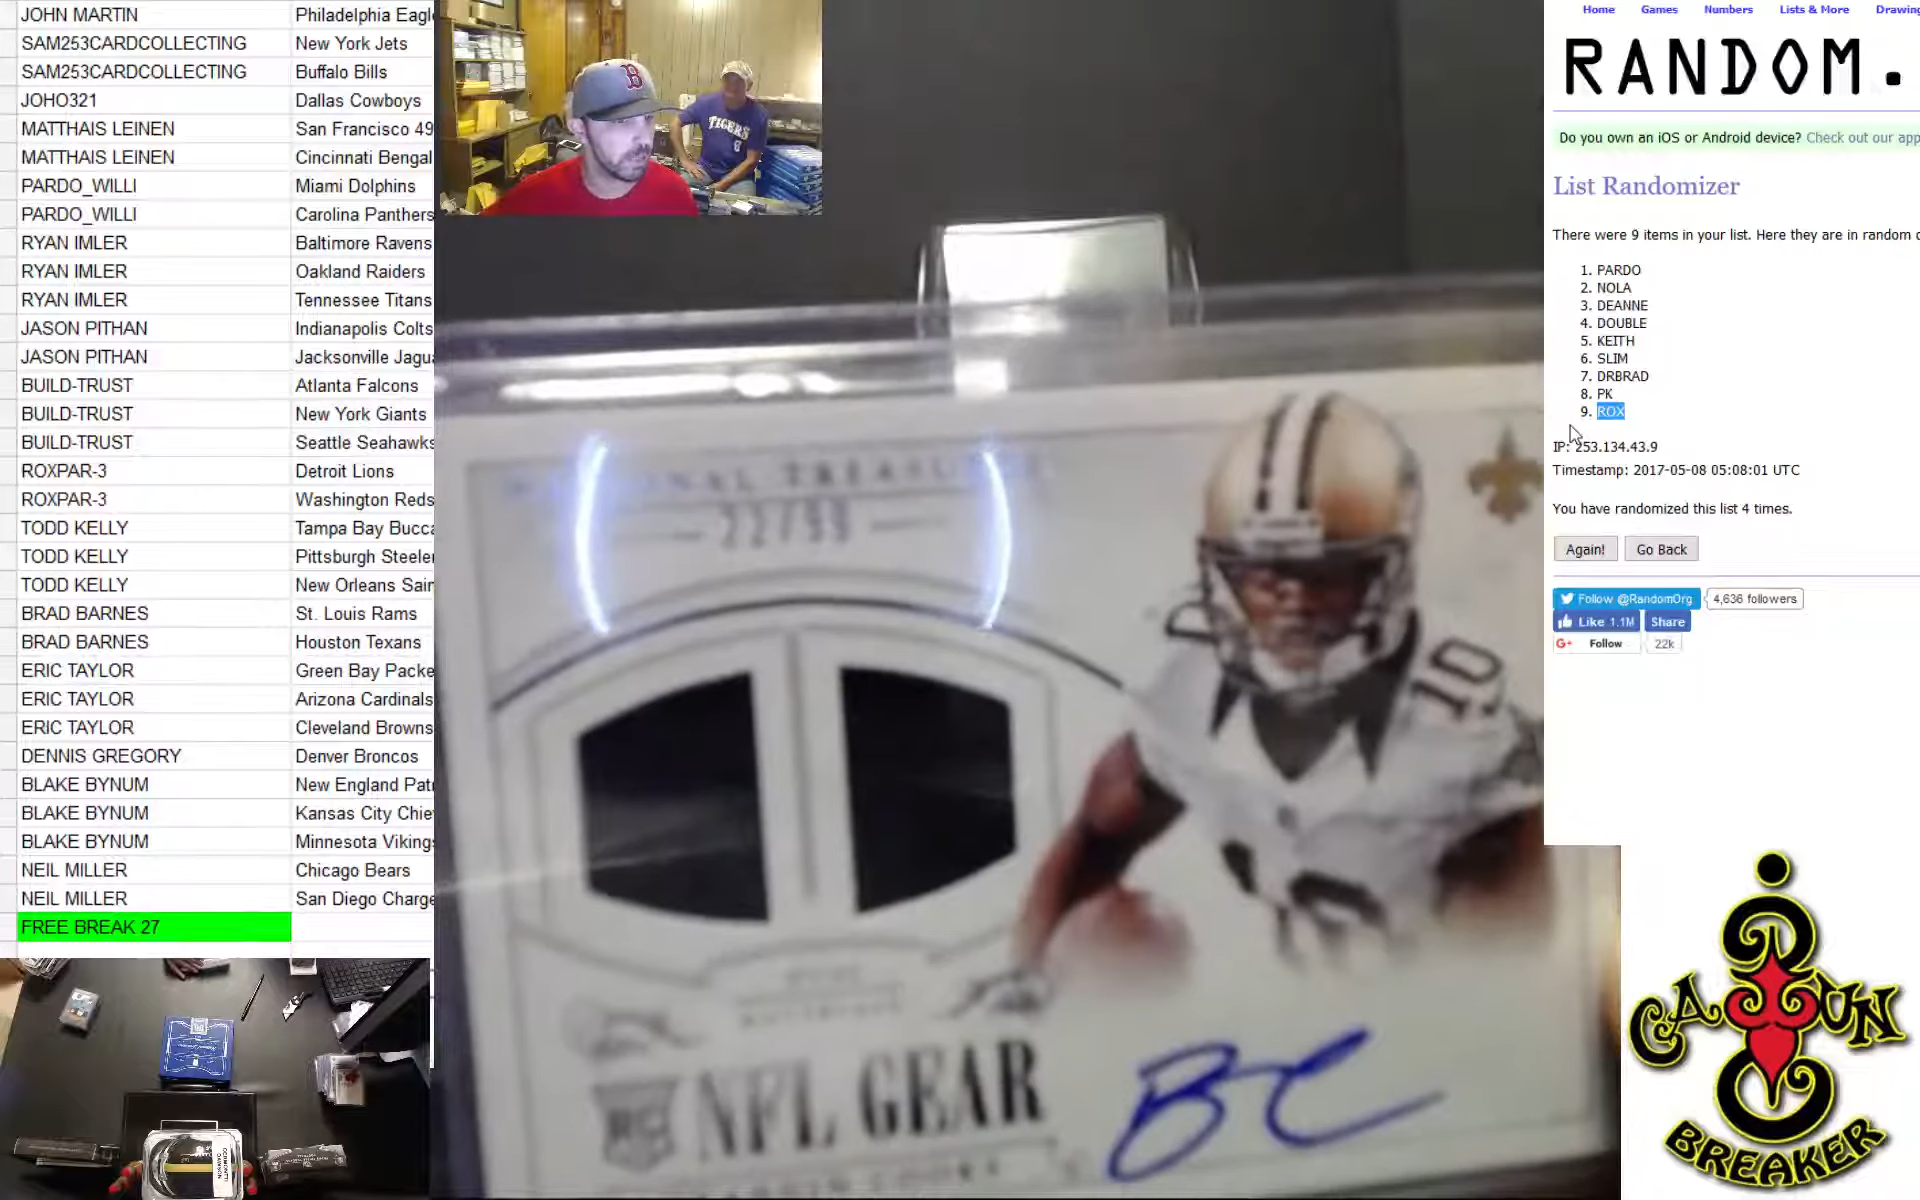 JOHN MARTIN Philadelphia Eagl
SAM253CARDCOLLECTING New York Jets
SAM253CARDCOLLECTING Buffalo Bills
JOHO321 Dallas Cowboys
MATTHAIS LEINEN San Francisco 49
MATTHAIS LEINEN Cincinnati Bengal
PARDO_WILLI Miami Dolphins
PARDO_WILLI Carolina Panthers
RYAN IMLER Baltimore Ravens
RYAN IMLER Oakland Raiders
RYAN IMLER Tennessee Titans
JASON PITHAN Indianapolis Colts
JASON PITHAN Jacksonville Jagu
BUILD-TRUST Atlanta Falcons
BUILD-TRUST New York Giants
BUILD-TRUST Seattle Seahawks
ROXPAR-3 Detroit Lions
ROXPAR-3 Washington Reds
TODD KELLY Tampa Bay Bucca
TODD KELLY Pittsburgh Steeler
TODD KELLY New Orleans Sain
BRAD BARNES St. Louis Rams
BRAD BARNES Houston Texans
ERIC TAYLOR Green Bay Packe
ERIC TAYLOR Arizona Cardinals
ERIC TAYLOR Cleveland Browns
DENNIS GREGORY Denver Broncos
BLAKE BYNUM New England Patr
BLAKE BYNUM Kansas City Chie
BLAKE BYNUM Minnesota Vikings
NEIL MILLER Chicago Bears
NEIL MILLER San Diego Charge
FREE BREAK 27
B
TIGERS
8
22/99
10
10
NFL GEAR
Home Games Numbers Lists & More Drawing
RANDOM.
Do you own an iOS or Android device? Check out our app
List Randomizer
There were 9 items in your list. Here they are in random o
1. PARDO
2. NOLA
3. DEANNE
4. DOUBLE
5. KEITH
6. SLIM
7. DRBRAD
8. PK
9. ROX
IP: 253.134.43.9
Timestamp: 2017-05-08 05:08:01 UTC
You have randomized this list 4 times.
Again! Go Back
Follow @RandomOrg 4,636 followers
Like 1.1M Share
G+ Follow 22k
CAJUN
BREAKER